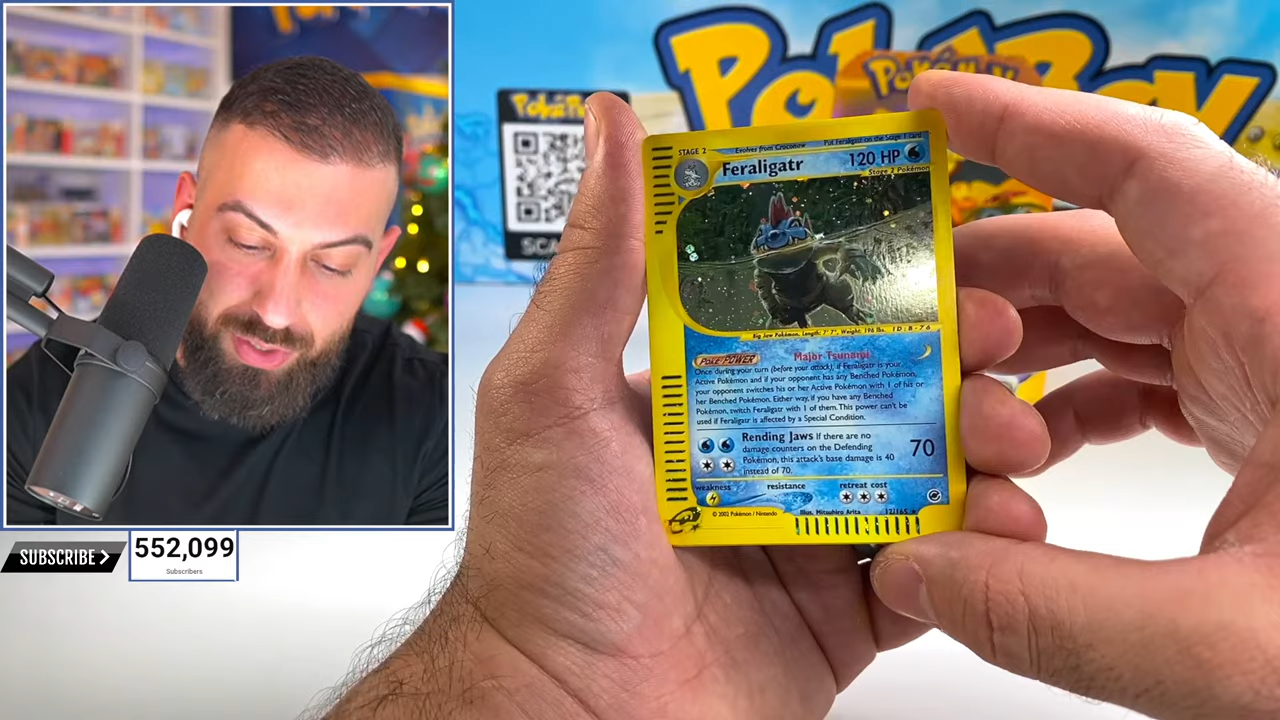 PokéBoy
Pokémon
SUBSCRIBE >
552,099
Subscribers
STAGE 2
Evolves from Croconaw
Put Feraligatr on the Stage 1 card
Feraligatr
120 HP
Stage 2 Pokémon
Big Jaw Pokémon, Length: 7' 7", Weight: 196 lbs. ID:B-76
POKé-POWER Major Tsunami
Once during your turn (before your attack), if Feraligatr is your
Active Pokémon and if your opponent has any Benched Pokémon,
your opponent switches his or her Active Pokémon with 1 of his or
her Benched Pokémon. Either way, if you have any Benched
Pokémon, switch Feraligatr with 1 of them. This power can't be
used if Feraligatr is affected by a Special Condition.
Rending Jaws If there are no
damage counters on the Defending
Pokémon, this attack's base damage is 40
instead of 70.
70
weakness
resistance
retreat cost
© 2002 Pokémon / Nintendo
Illus. Mitsuhiro Arita
12/165 ★